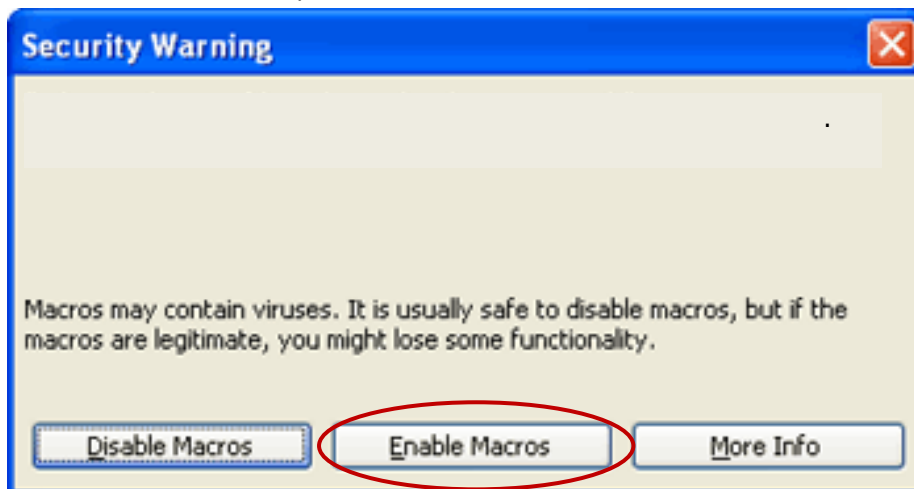 Security Warning
.
Macros may contain viruses. It is usually safe to disable macros, but if the
macros are legitimate, you might lose some functionality.
Disable Macros Enable Macros More Info